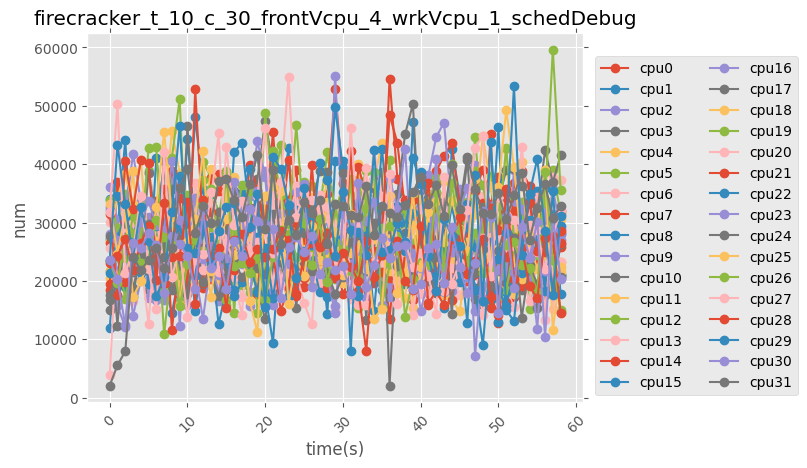 firecracker_t_10_c_30_frontVcpu_4_wrkVcpu_1_schedDebug
num
60000
50000
40000
30000
20000
10000
0
0
10
20
30
40
50
60
time(s)
cpu0
cpu1
cpu2
cpu3
cpu4
cpu5
cpu6
cpu7
cpu8
cpu9
cpu10
cpu11
cpu12
cpu13
cpu14
cpu15
cpu16
cpu17
cpu18
cpu19
cpu20
cpu21
cpu22
cpu23
cpu24
cpu25
cpu26
cpu27
cpu28
cpu29
cpu30
cpu31